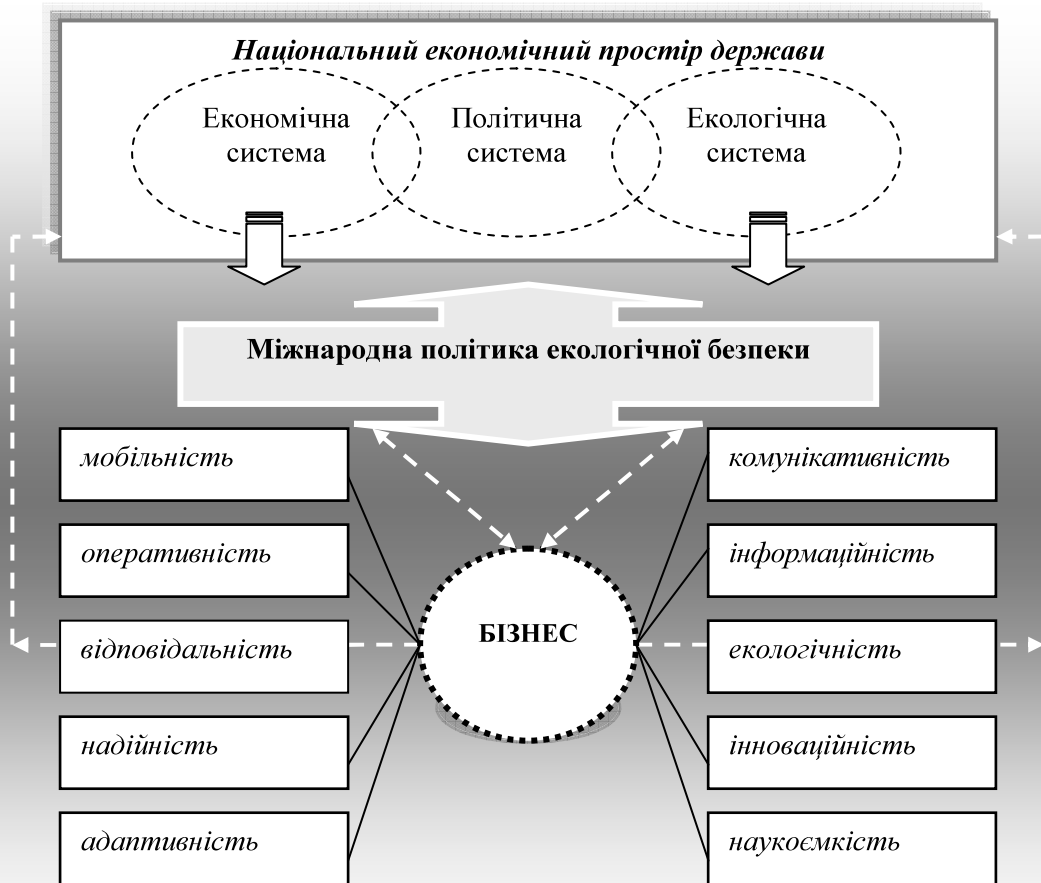 Національний економічний простір держави
Економічна
система
Політична
система
Екологічна
система
Міжнародна політика екологічної безпеки
мобільність
оперативність
відповідальність
надійність
адаптивність
БІЗНЕС
комунікативність
інформаційність
екологічність
інноваційність
наукоємкість